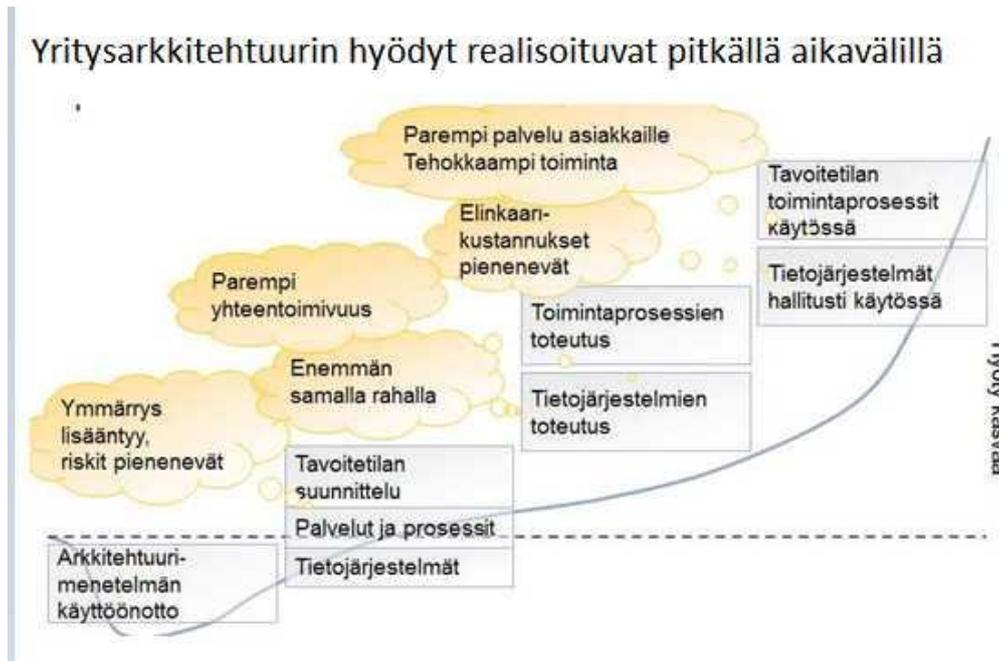 Yritysarkkitehtuurin hyödyt realisoituvat pitkällä aikavälillä
Parempi palvelu asiakkaille
Tehokkaampi toiminta
Elinkaari-
kustannukset
pienenevät
Parempi
yhteentoimivuus
Enemmän
samalla rahalla
Ymmärrys
lisääntyy,
riskit pienenevät
Tavoitetilan
toimintaprosessit
käytössä
Tietojärjestelmät
hallitusti käytössä
Toimintaprosessien
toteutus
Tietojärjestelmien
toteutus
Tavoitetilan
suunnittelu
Palvelut ja prosessit
Tietojärjestelmät
Arkkitehtuuri-
menetelmän
käyttöönotto
Hyöty kasvaa